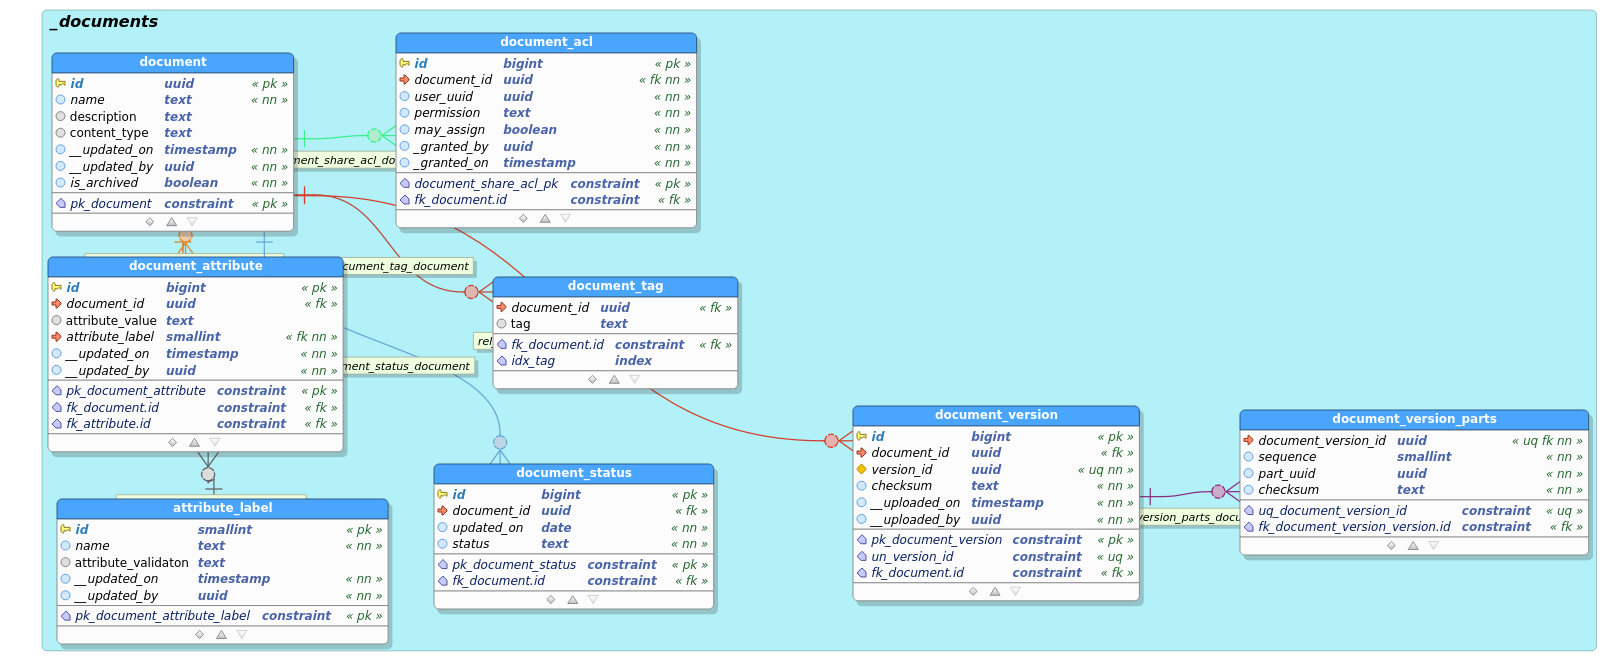 _documents
document
id uuid « pk »
name text « nn »
description text
content_type text
__updated_on timestamp « nn »
__updated_by uuid « nn »
is_archived boolean « nn »
pk_document constraint « pk »
document_acl
id bigint « pk »
document_id uuid « fk nn »
user_uuid uuid « nn »
permission text « nn »
may_assign boolean « nn »
_granted_by uuid « nn »
_granted_on timestamp « nn »
document_share_acl_pk constraint « pk »
fk_document.id constraint « fk »
ment_share_acl_do
document_attribute
id bigint « pk »
document_id uuid « fk »
attribute_value text
attribute_label smallint « fk nn »
__updated_on timestamp « nn »
__updated_by uuid « nn »
pk_document_attribute constraint « pk »
fk_document.id constraint « fk »
fk_attribute.id constraint « fk »
cument_tag_document
document_tag
document_id uuid « fk »
tag text
fk_document.id constraint « fk »
idx_tag index
rel
ment_status_document
attribute_label
id smallint « pk »
name text « nn »
attribute_validaton text
__updated_on timestamp « nn »
__updated_by uuid « nn »
pk_document_attribute_label constraint « pk »
document_status
id bigint « pk »
document_id uuid « fk »
updated_on date « nn »
status text « nn »
pk_document_status constraint « pk »
fk_document.id constraint « fk »
document_version
id bigint « pk »
document_id uuid « fk »
version_id uuid « uq nn »
checksum text « nn »
__uploaded_on timestamp « nn »
__uploaded_by uuid « nn »
pk_document_version constraint « pk »
un_version_id constraint « uq »
fk_document.id constraint « fk »
version_parts_docu
document_version_parts
document_version_id uuid « uq fk nn »
sequence smallint « nn »
part_uuid uuid « nn »
checksum text « nn »
uq_document_version_id constraint « uq »
fk_document_version_version.id constraint « fk »